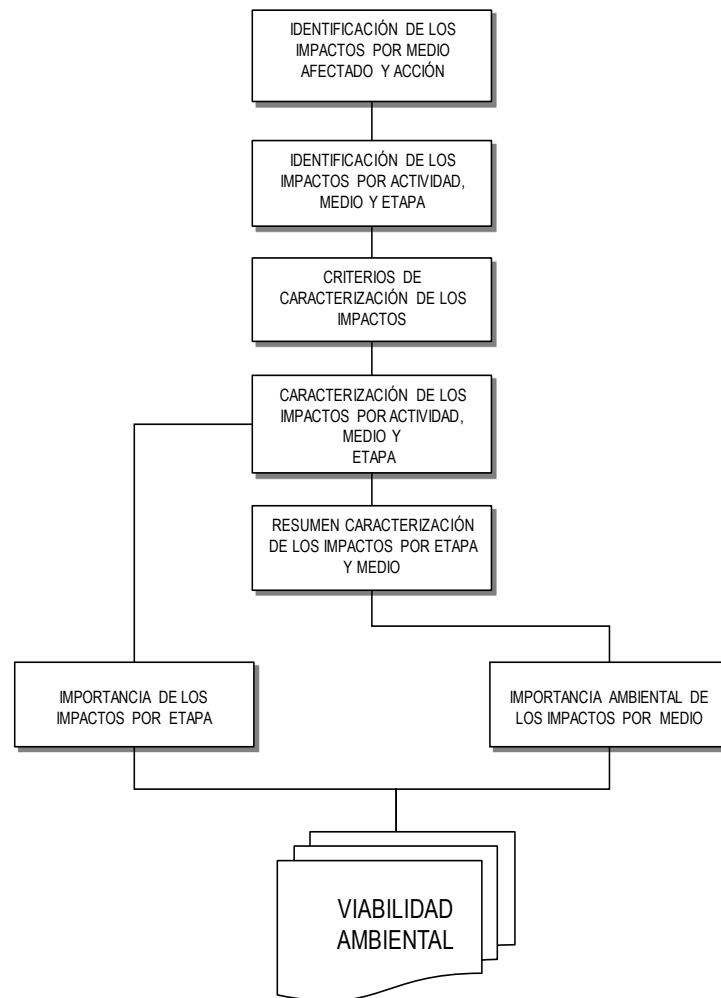 IDENTIFICACIÓN DE LOS
IMPACTOS POR MEDIO
AFECTADO Y ACCIÓN
IDENTIFICACIÓN DE LOS
IMPACTOS POR ACTIVIDAD,
MEDIO Y ETAPA
CRITERIOS DE
CARACTERIZACIÓN DE LOS
IMPACTOS
CARACTERIZACIÓN DE LOS
IMPACTOS POR ACTIVIDAD,
MEDIO Y
ETAPA
RESUMEN CARACTERIZACIÓN
DE LOS IMPACTOS POR ETAPA
Y MEDIO
IMPORTANCIA DE LOS
IMPACTOS POR ETAPA
IMPORTANCIA AMBIENTAL DE
LOS IMPACTOS POR MEDIO
VIABILIDAD
AMBIENTAL